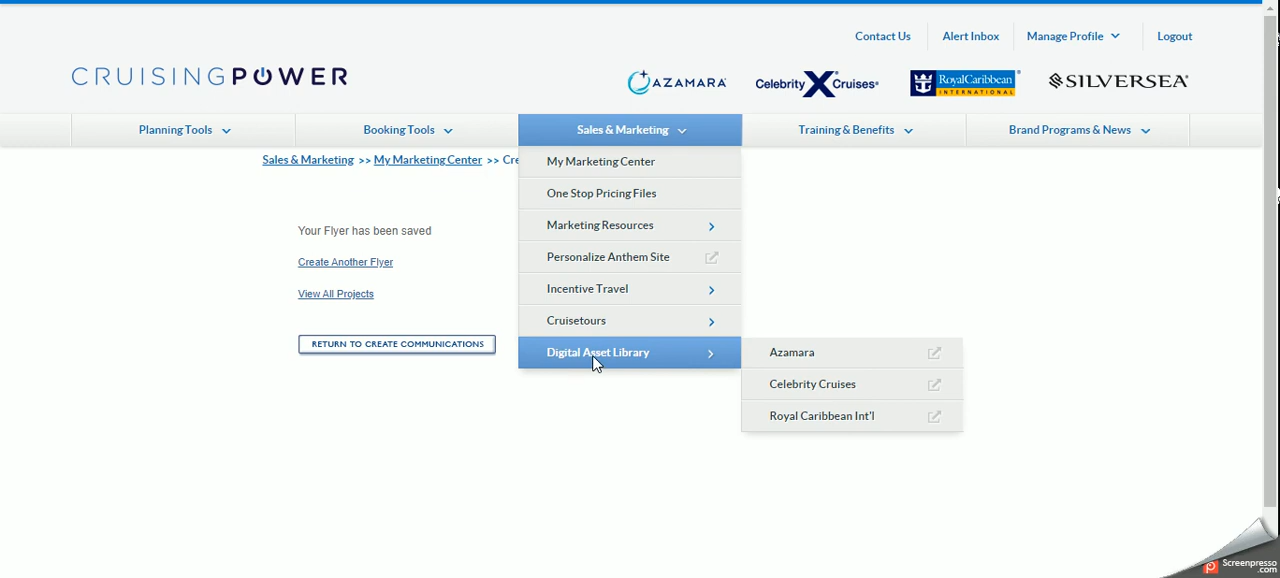 Contact Us Alert Inbox Manage Profile Logout
CRUISINGPOWER AZAMARA Celebrity X Cruises® RoyalCaribbean INTERNATIONAL ® SILVERSEA®
Planning Tools Booking Tools Sales & Marketing Training & Benefits Brand Programs & News
Sales & Marketing >> My Marketing Center >> Cre
My Marketing Center
One Stop Pricing Files
Marketing Resources
Your Flyer has been saved
Personalize Anthem Site
Create Another Flyer
Incentive Travel
View All Projects
Cruisetours
RETURN TO CREATE COMMUNICATIONS
Digital Asset Library Azamara
Celebrity Cruises
Royal Caribbean Int'l
Screenpresso
.com